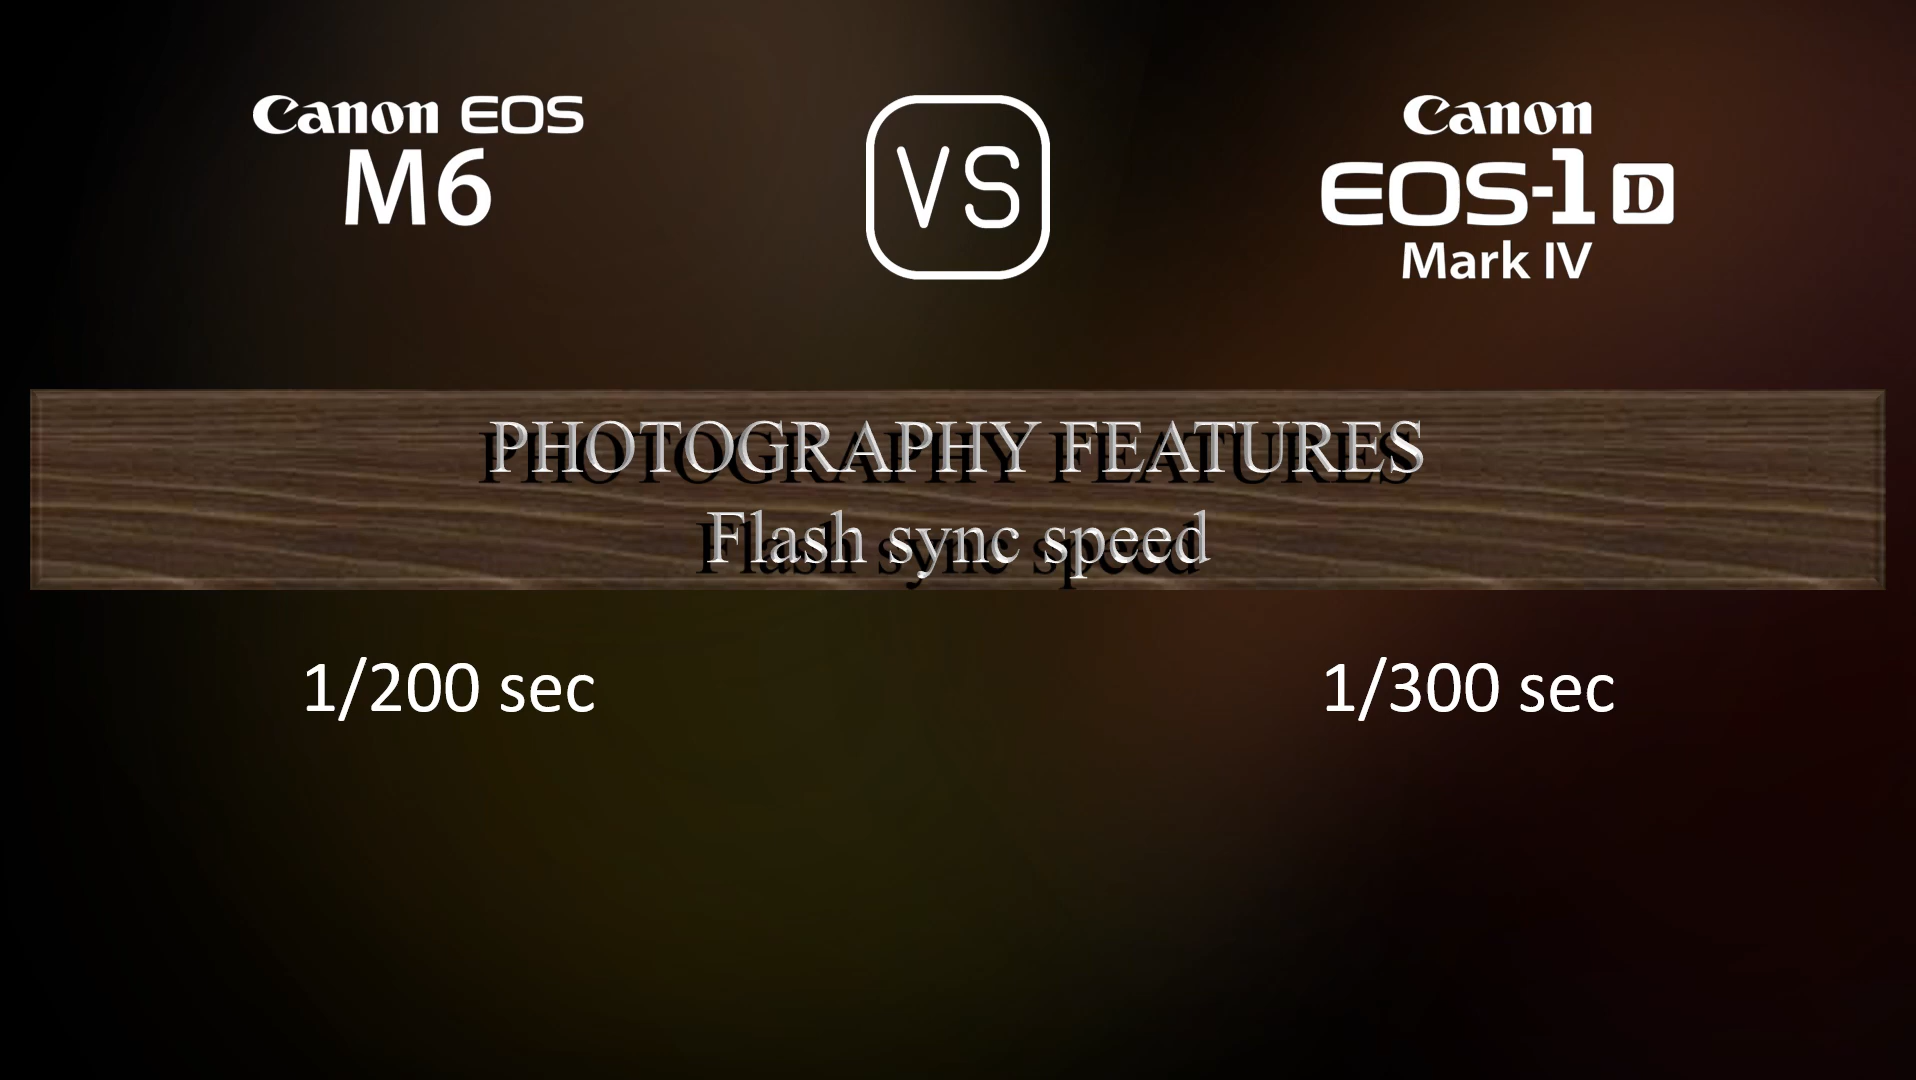 Canon EOS
M6
VS
Canon
EOS-1D
Mark IV
PHOTOGRAPHY FEATURES
Flash sync speed
1/200 sec
1/300 sec